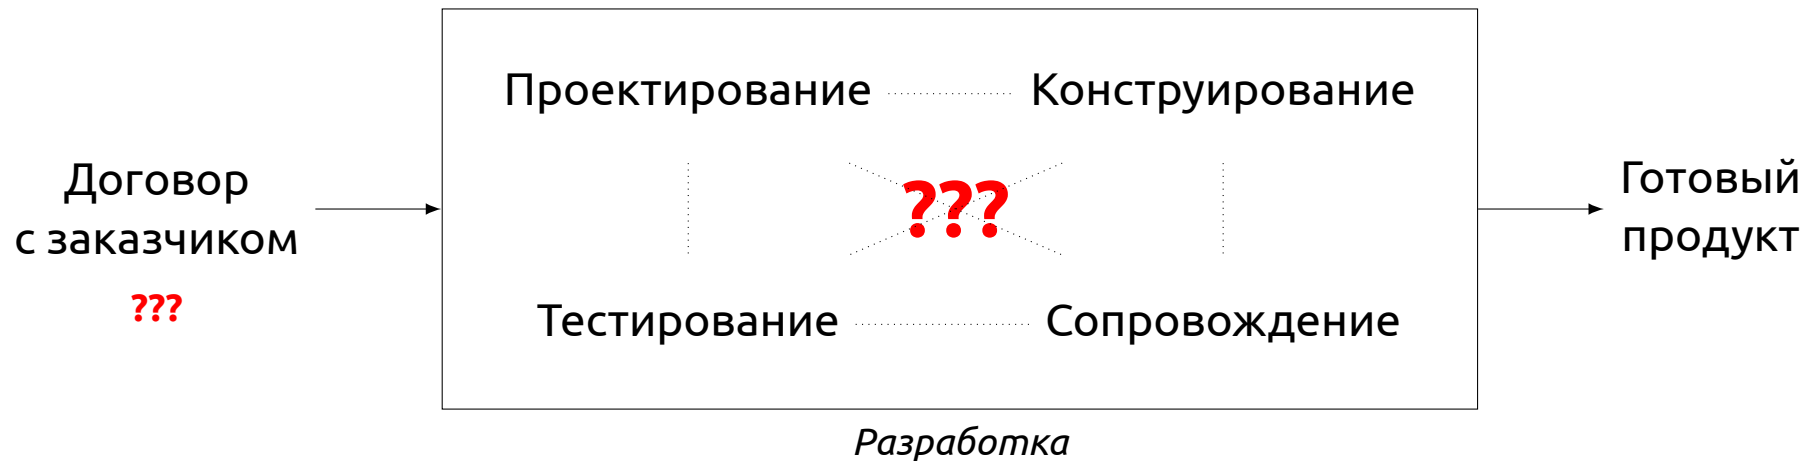 Проектирование
Конструирование
Договор
с заказчиком
???
???
Готовый
продукт
Тестирование
Сопровождение
Разработка